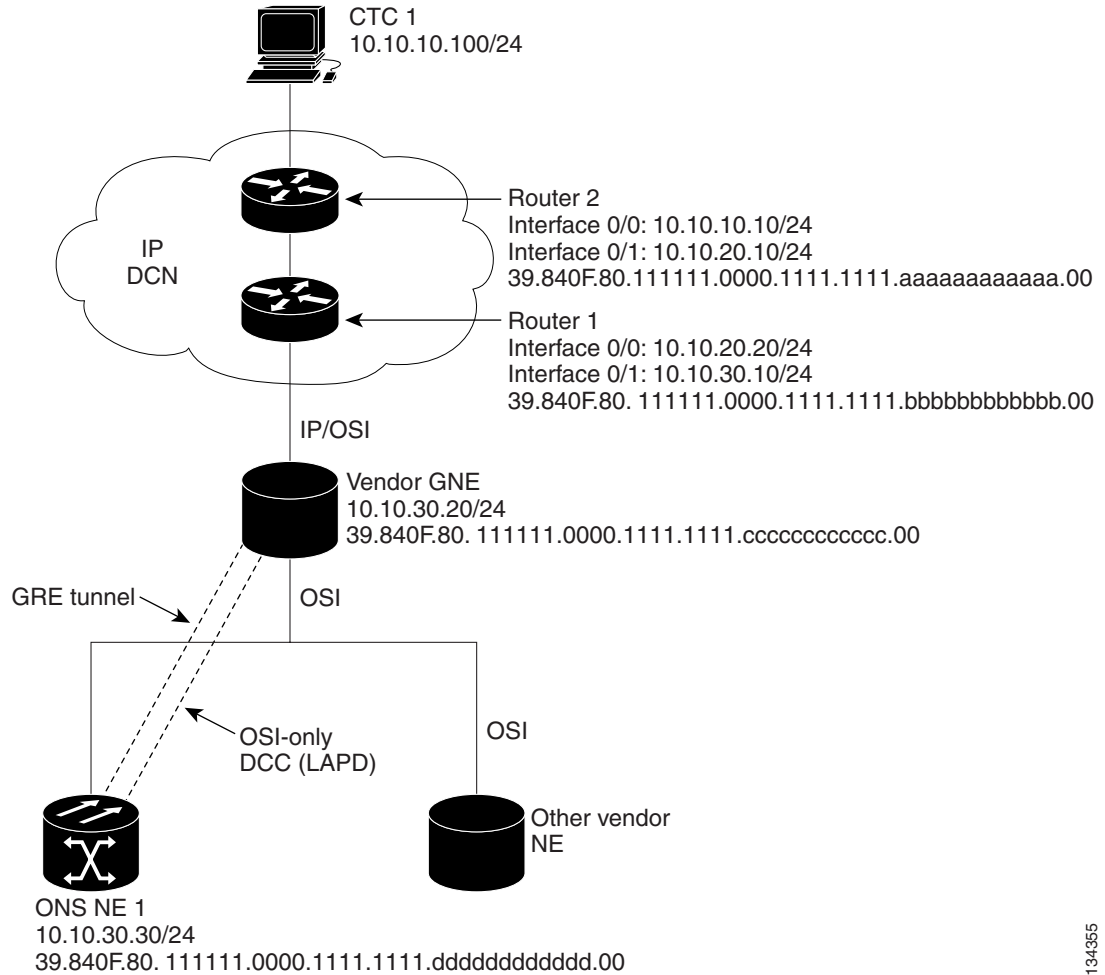 CTC 1
10.10.10.100/24
Router 2
Interface 0/0: 10.10.10.10/24
Interface 0/1: 10.10.20.10/24
39.840F.80.111111.0000.1111.1111.aaaaaaaaaaaa.00
IP
DCN
Router 1
Interface 0/0: 10.10.20.20/24
Interface 0/1: 10.10.30.10/24
39.840F.80. 111111.0000.1111.1111.bbbbbbbbbbbb.00
IP/OSI
Vendor GNE
10.10.30.20/24
39.840F.80. 111111.0000.1111.1111.cccccccccccc.00
GRE tunnel
OSI
OSI-only
DCC (LAPD)
OSI
Other vendor
NE
ONS NE 1
10.10.30.30/24
39.840F.80. 111111.0000.1111.1111.dddddddddddd.00
134355